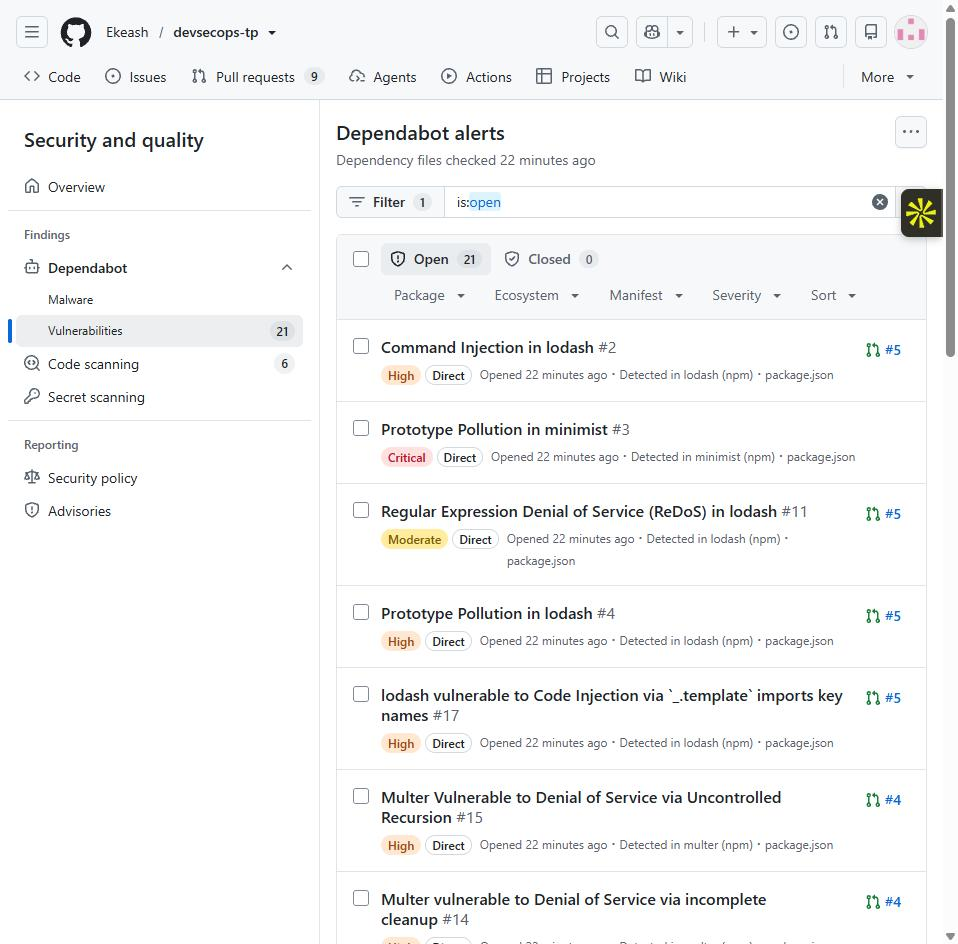 Ekeash / devsecops-tp
Code Issues Pull requests 9 Agents Actions Projects Wiki More
Security and quality
Overview
Findings
Dependabot
Malware
Vulnerabilities 21
Code scanning 6
Secret scanning
Reporting
Security policy
Advisories
Dependabot alerts
Dependency files checked 22 minutes ago
Filter 1 is:open
Open 21 Closed 0
Package Ecosystem Manifest Severity Sort
Command Injection in lodash #2 #5
High Direct Opened 22 minutes ago · Detected in lodash (npm) · package.json
Prototype Pollution in minimist #3
Critical Direct Opened 22 minutes ago · Detected in minimist (npm) · package.json
Regular Expression Denial of Service (ReDoS) in lodash #11 #5
Moderate Direct Opened 22 minutes ago · Detected in lodash (npm) ·
package.json
Prototype Pollution in lodash #4 #5
High Direct Opened 22 minutes ago · Detected in lodash (npm) · package.json
lodash vulnerable to Code Injection via `_.template` imports key #5
names #17
High Direct Opened 22 minutes ago · Detected in lodash (npm) · package.json
Multer Vulnerable to Denial of Service via Uncontrolled #4
Recursion #15
High Direct Opened 22 minutes ago · Detected in multer (npm) · package.json
Multer vulnerable to Denial of Service via incomplete #4
cleanup #14